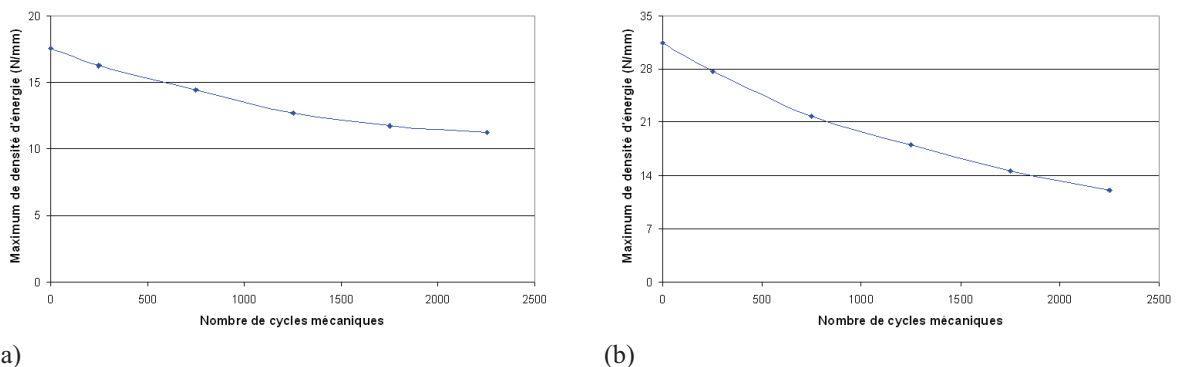 20
15
10
5
0
Maximum de densité d'énergie (N/mm)
0 500 1000 1500 2000 2500
Nombre de cycles mécaniques
a)
35
28
21
14
7
0
Maximum de densité d'énergie (N/mm)
0 500 1000 1500 2000 2500
Nombre de cycles mécaniques
(b)